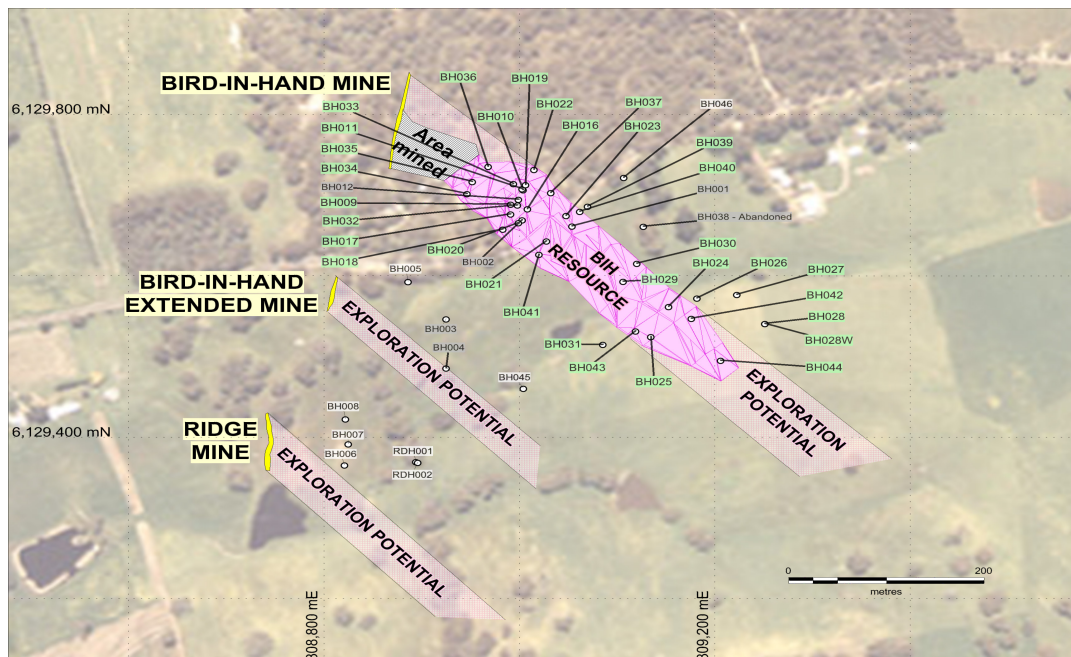 BIRD-IN-HAND MINE
6,129,800 mN
BH036
BH019
BH033
BH010
BH022
BH037
BH046
BH011
BH016
BH023
BH035
BH039
BH034
BH040
BH012
BH001
BH009
BH032
BH038 - Abandoned
BH017
BH018
BH020
BH002
BH030
Area
mined
BIH
RESOURCE
BH005
BH021
BH029
BH024
BH026
BH027
BIRD-IN-HAND
EXTENDED MINE
BH041
BH042
BH028
BH028W
BH003
BH004
BH031
BH043
BH025
BH044
BH045
EXPLORATION POTENTIAL
EXPLORATION
POTENTIAL
6,129,400 mN
RIDGE
MINE
BH008
BH007
BH006
RDH001
RDH002
EXPLORATION POTENTIAL
0
200
metres
308,800 mE
309,200 mE